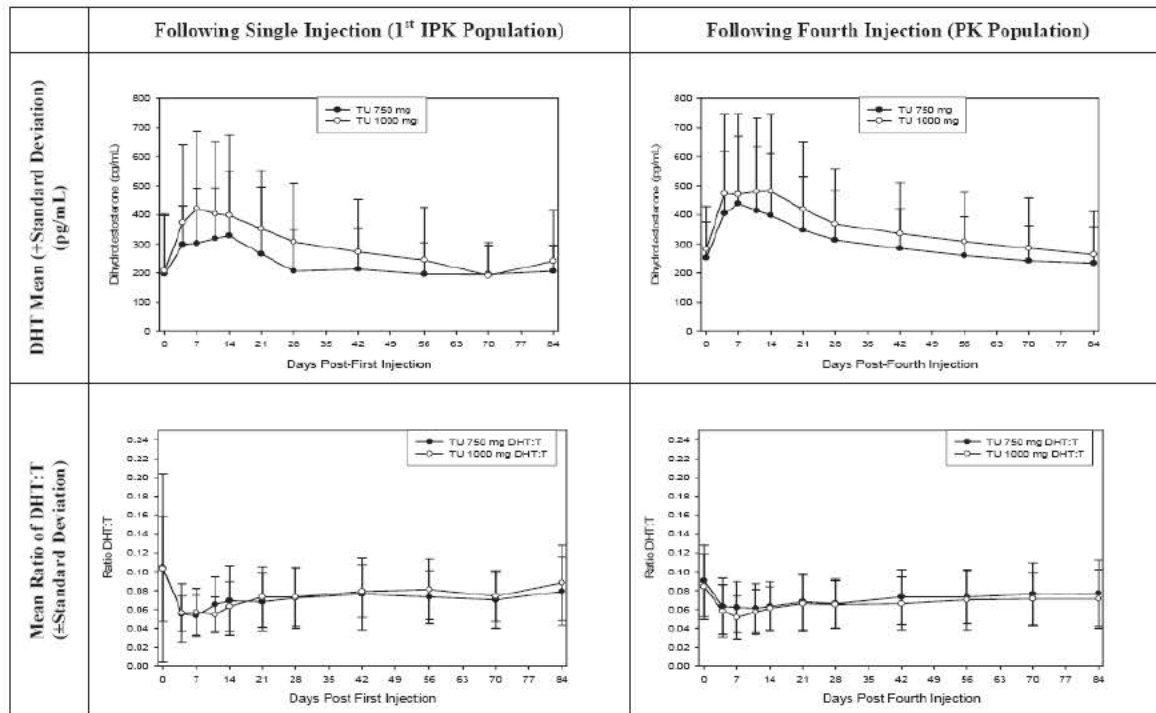 Following Single Injection (1st IPK Population)
Following Fourth Injection (PK Population)
DHT Mean (+Standard Deviation)
(pg/mL)
800
700
600
500
400
300
200
100
0
Dihydrotestosterone (pg/mL)
TU 750 mg
TU 1000 mg
0 7 14 21 28 35 42 49 56 63 70 77 84
Days Post-First Injection
800
700
600
500
400
300
200
100
0
Dihydrotestosterone (pg/mL)
TU 750 mg
TU 1000 mg
0 7 14 21 28 35 42 49 56 63 70 77 84
Days Post-Fourth Injection
Mean Ratio of DHT:T
(±Standard Deviation)
0.24
0.22
0.20
0.18
0.16
0.14
0.12
0.10
0.08
0.06
0.04
0.02
0.00
Ratio DHT:T
TU 750 mg DHT:T
TU 1000 mg DHT:T
0 7 14 21 28 35 42 49 56 63 70 77 84
Days Post First Injection
0.24
0.22
0.20
0.18
0.16
0.14
0.12
0.10
0.08
0.06
0.04
0.02
0.00
Ratio DHT:T
TU 750 mg DHT:T
TU 1000 mg DHT:T
0 7 14 21 28 35 42 49 56 63 70 77 84
Days Post Fourth Injection